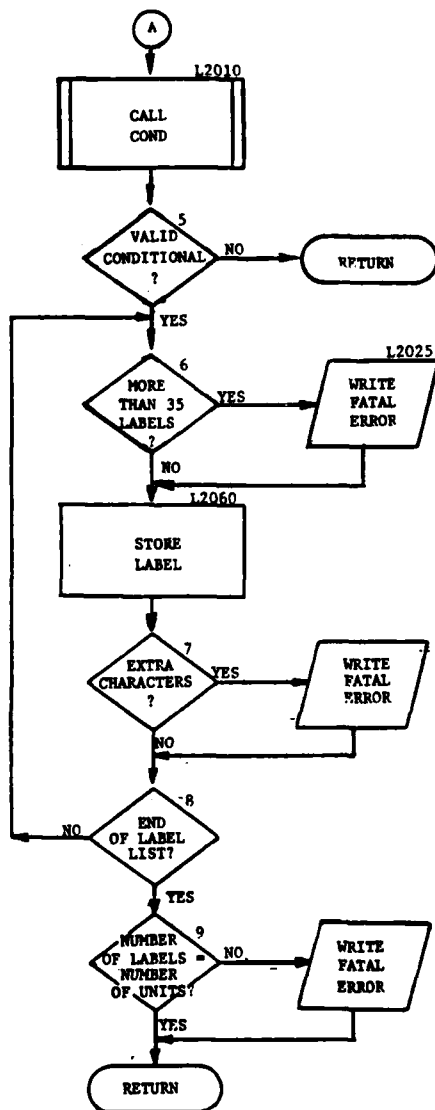 A
L2010
CALL
COND
5
VALID
CONDITIONAL
?
NO
RETURN
YES
6
MORE
THAN 35
LABELS
?
YES
L2025
WRITE
FATAL
ERROR
NO
L2060
STORE
LABEL
7
EXTRA
CHARACTERS
?
YES
WRITE
FATAL
ERROR
NO
8
END
OF LABEL
LIST?
NO
YES
9
NUMBER
OF LABELS =
NUMBER
OF UNITS?
NO
WRITE
FATAL
ERROR
YES
RETURN